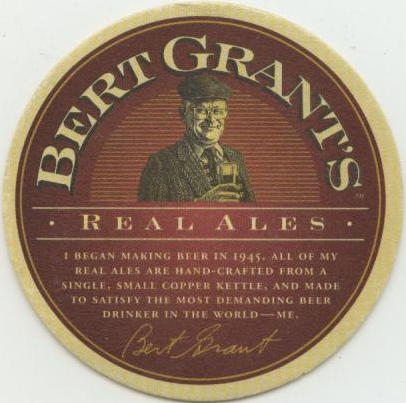 BERT GRANT'S
™
· REAL ALES ·
I BEGAN MAKING BEER IN 1945. ALL OF MY
REAL ALES ARE HAND-CRAFTED FROM A
SINGLE, SMALL COPPER KETTLE, AND MADE
TO SATISFY THE MOST DEMANDING BEER
DRINKER IN THE WORLD—ME.
Bert Grant